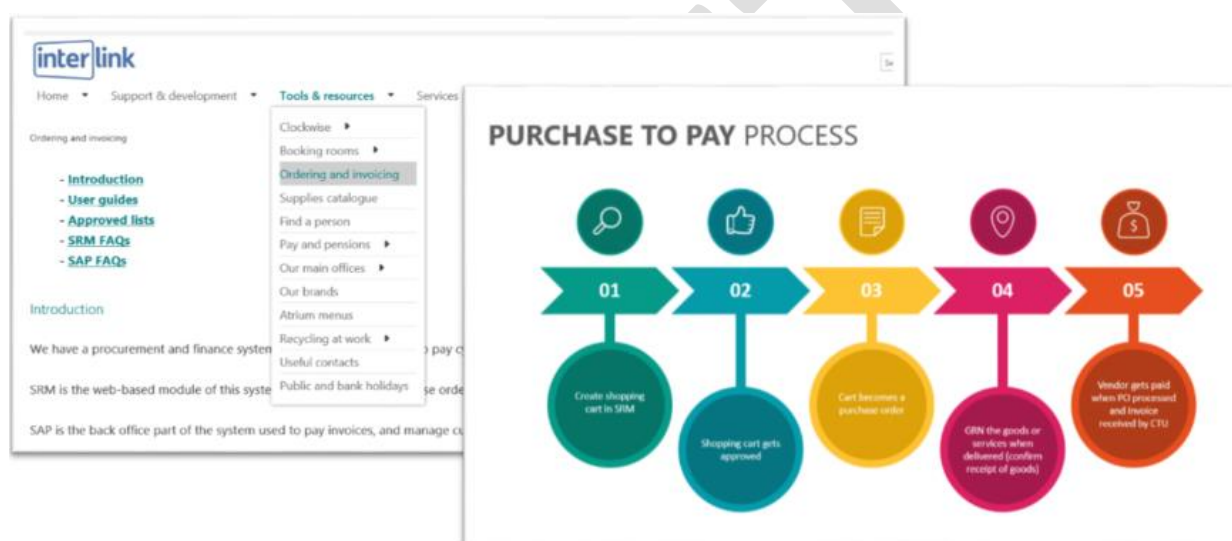 inter link
Home Support & development Tools & resources Services
Ordering and invoicing
- Introduction
- User guides
- Approved lists
- SRM FAQs
- SAP FAQs
Clockwise
Booking rooms
Ordering and invoicing
Supplies catalogue
Find a person
Pay and pensions
Our main offices
Our brands
Atrium menus
Recycling at work
Useful contacts
Public and bank holidays
Introduction
We have a procurement and finance system
o pay
SRM is the web-based module of this syste
se orde
SAP is the back office part of the system used to pay invoices, and manage cu
PURCHASE TO PAY PROCESS
01
02
03
04
05
Create shopping
cart in SRM
Shopping cart gets
approved
Cart becomes a
purchase order
GRN the goods or
services when
delivered (confirm
receipt of goods)
Vendor gets paid
when PO processed
and Invoice
received by CTU
$